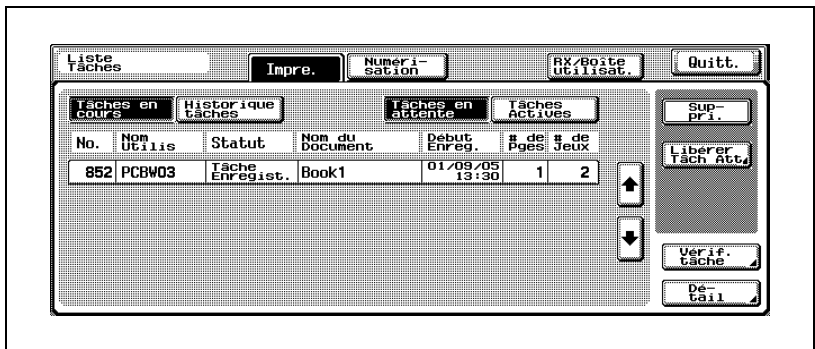 Liste
Tâches
Impre.
Numéri-
sation
RX/Boîte
utilisat.
Quitt.
Tâches en
cours
Historique
tâches
Tâches en
attente
Tâches
Actives
Sup-
pri.
No.
Nom
Utilis
Statut
Nom du
Document
Début
Enreg.
# de
Pges
# de
Jeux
Libérer
Tâch Att.
852
PCBW03
Tâche
Enregist.
Book1
01/09/05
13:30
1
2
Vérif.
tâche
Dé-
tail